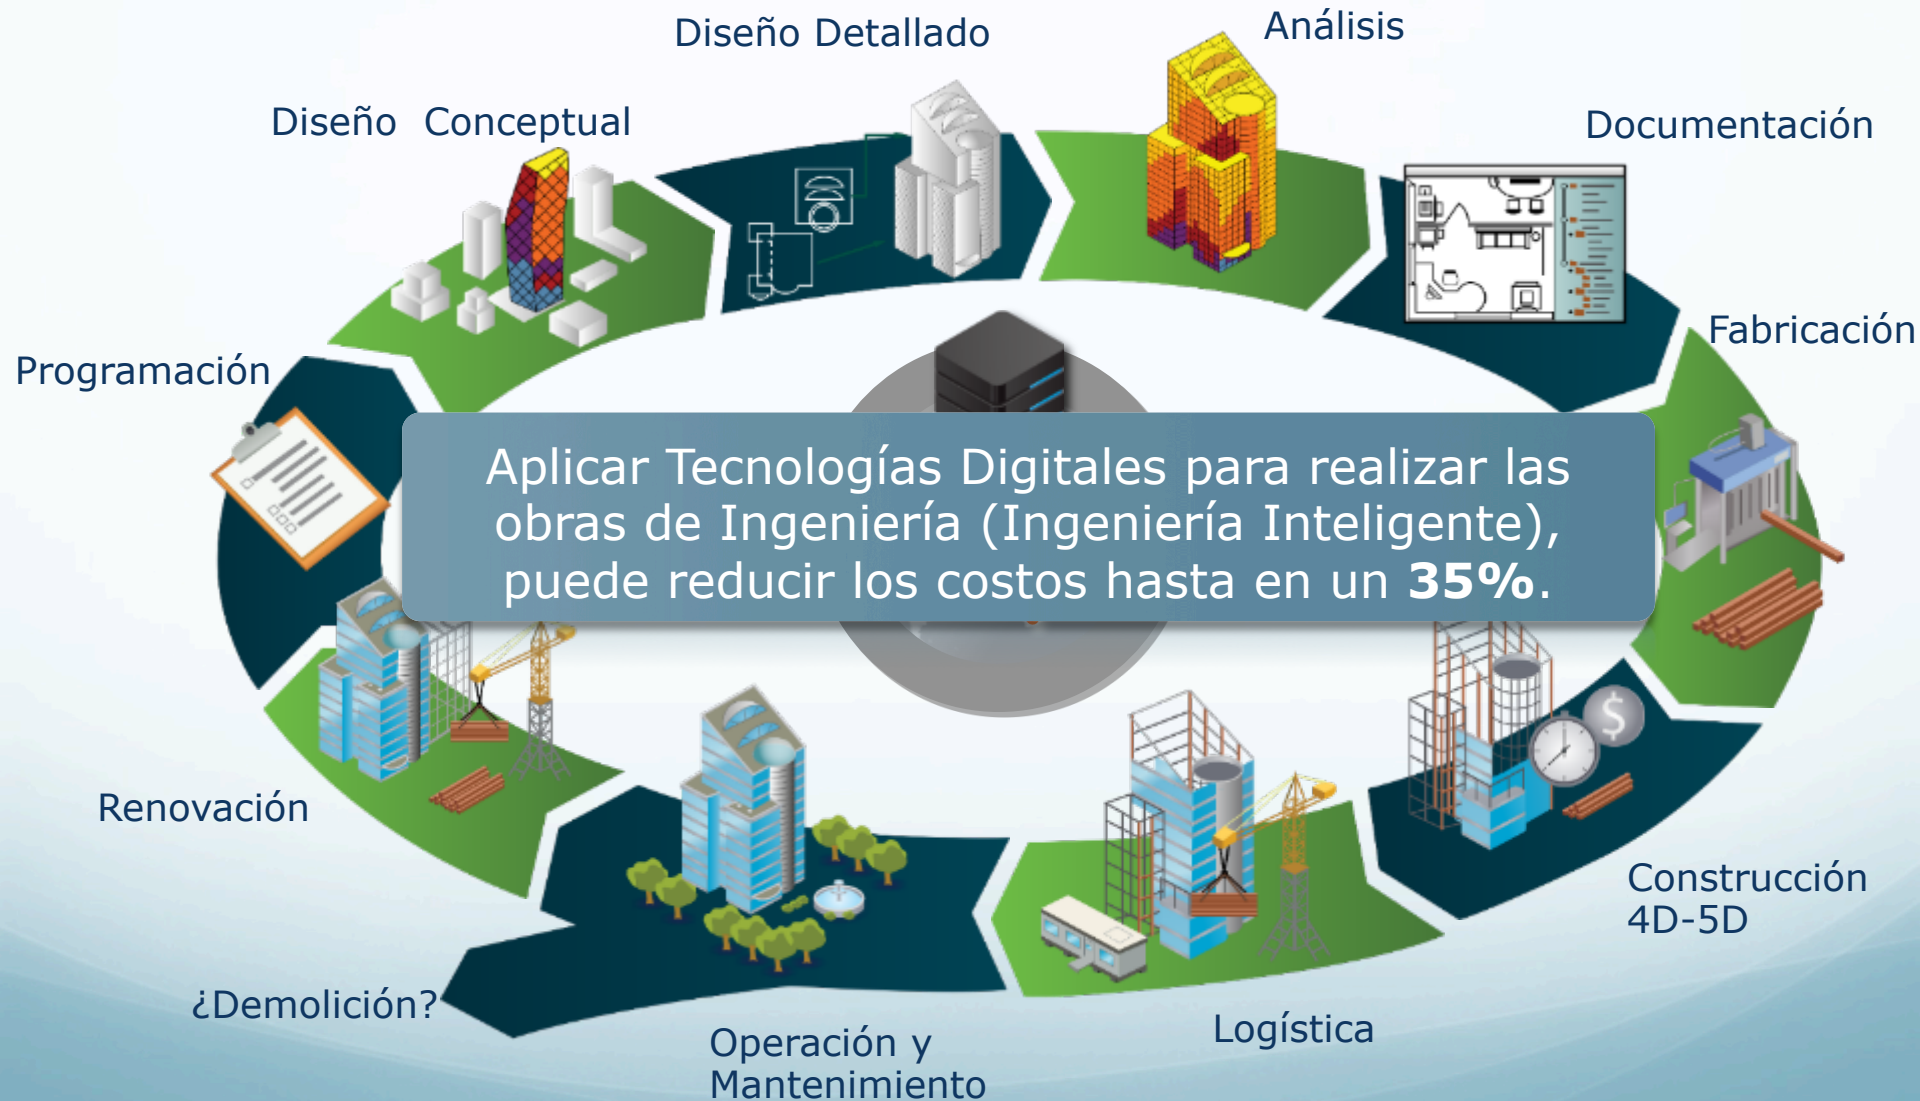 Diseño Detallado
Análisis
Diseño Conceptual
Documentación
Fabricación
Programación
Aplicar Tecnologías Digitales para realizar las
obras de Ingeniería (Ingeniería Inteligente),
puede reducir los costos hasta en un 35%.
$
Renovación
Construcción
4D-5D
¿Demolición?
Logística
Operación y
Mantenimiento